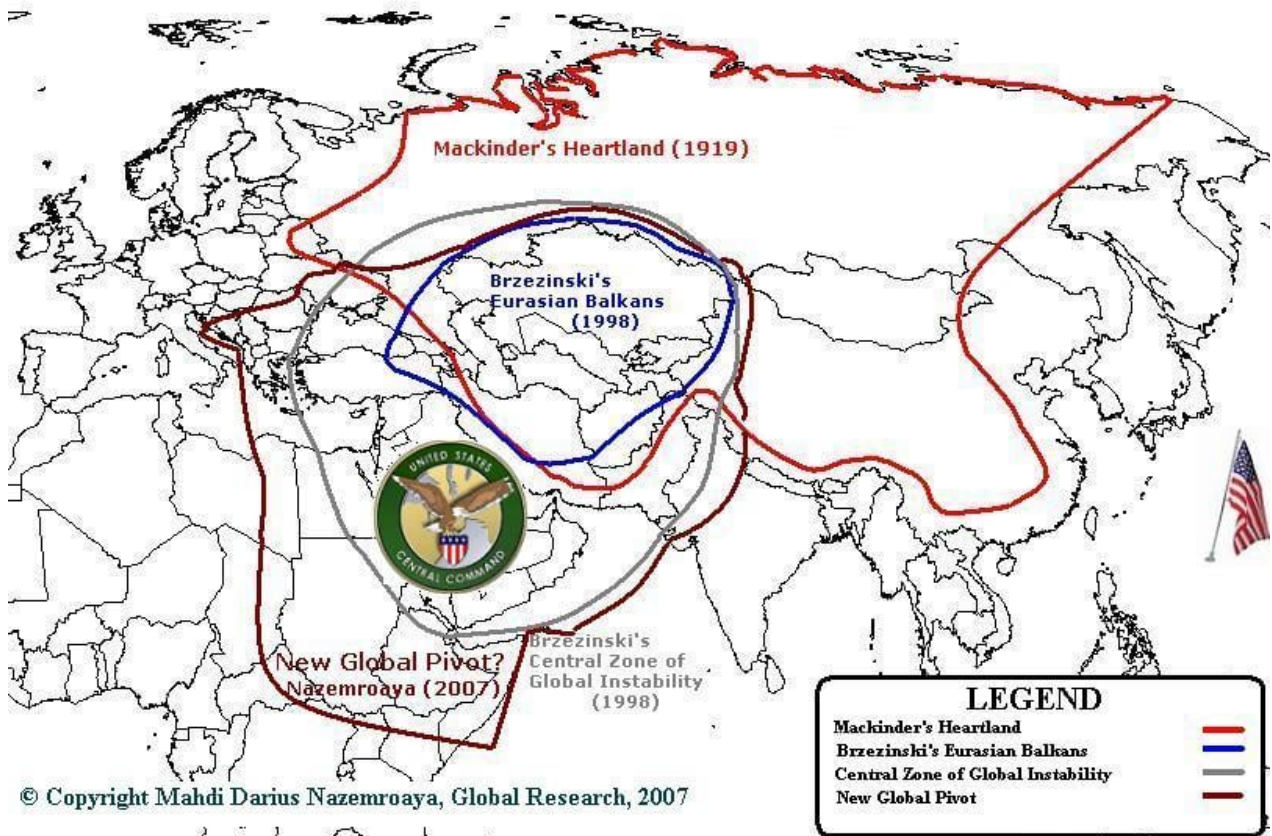 Mackinder's Heartland (1919)
Brzezinski's
Eurasian Balkans
(1998)
UNITED STATES
CENTRAL COMMAND
Brzezinski's
Central Zone of
Global Instability
(1998)
New Global Pivot?
Nazemroaya (2007)
LEGEND
Mackinder's Heartland
Brzezinski's Eurasian Balkans
Central Zone of Global Instability
New Global Pivot
© Copyright Mahdi Darius Nazemroaya, Global Research, 2007